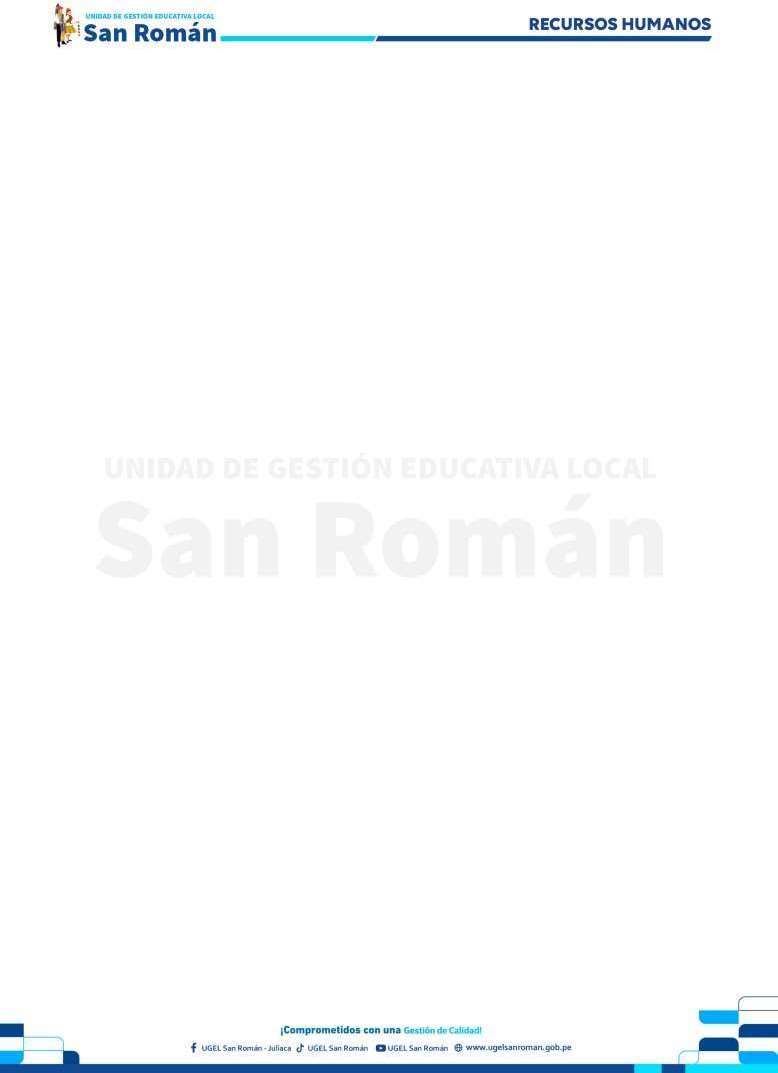 UNIDAD DE GESTIÓN EDUCATIVA LOCAL
San Román
RECURSOS HUMANOS
UNIDAD DE GESTIÓN EDUCATIVA LOCAL
San Román
¡Comprometidos con una Gestión de Calidad!
UGEL San Román - Juliaca UGEL San Román UGEL San Román www.ugelsanroman.gob.pe